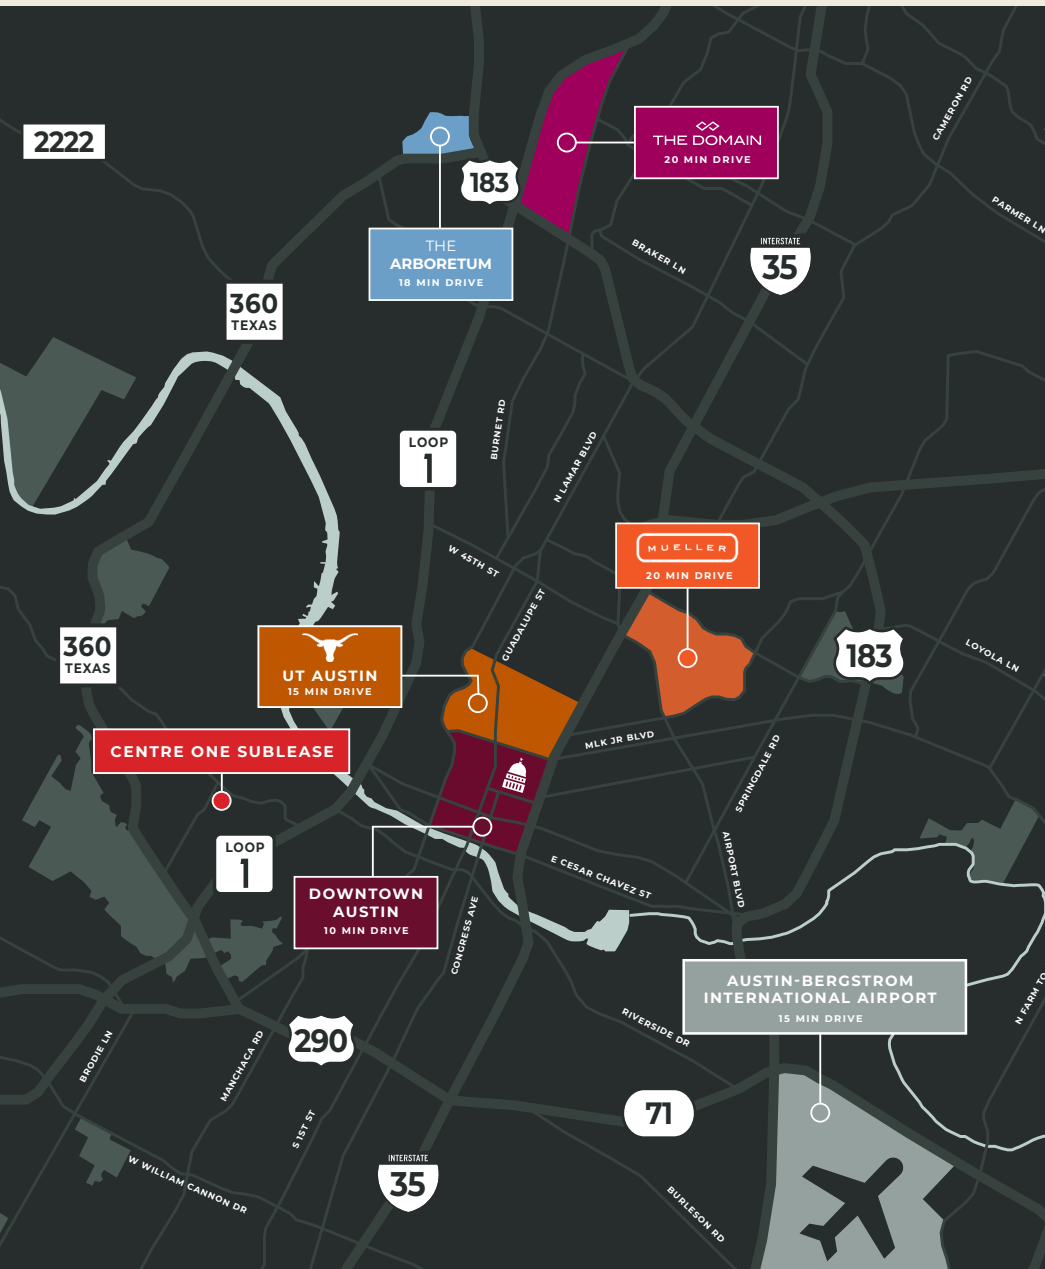 CAMERON RD
2222
THE DOMAIN
20 MIN DRIVE
183
PARMER LN
THE
ARBORETUM
18 MIN DRIVE
BRAKER LN
INTERSTATE
35
360
TEXAS
BURNET RD
LOOP
1
N LAMAR BLVD
W 45TH ST
MUELLER
20 MIN DRIVE
GUADALUPE ST
360
TEXAS
UT AUSTIN
15 MIN DRIVE
183
LOYOLA LN
CENTRE ONE SUBLEASE
MLK JR BLVD
SPRINGDALE RD
LOOP
1
AIRPORT BLVD
E CESAR CHAVEZ ST
DOWNTOWN
AUSTIN
10 MIN DRIVE
CONGRESS AVE
AUSTIN-BERGSTROM
INTERNATIONAL AIRPORT
15 MIN DRIVE
N FARM TO
RIVERSIDE DR
290
BRODIE LN
MANCHACA RD
71
S 1ST ST
INTERSTATE
35
W WILLIAM CANNON DR
BURLESON RD